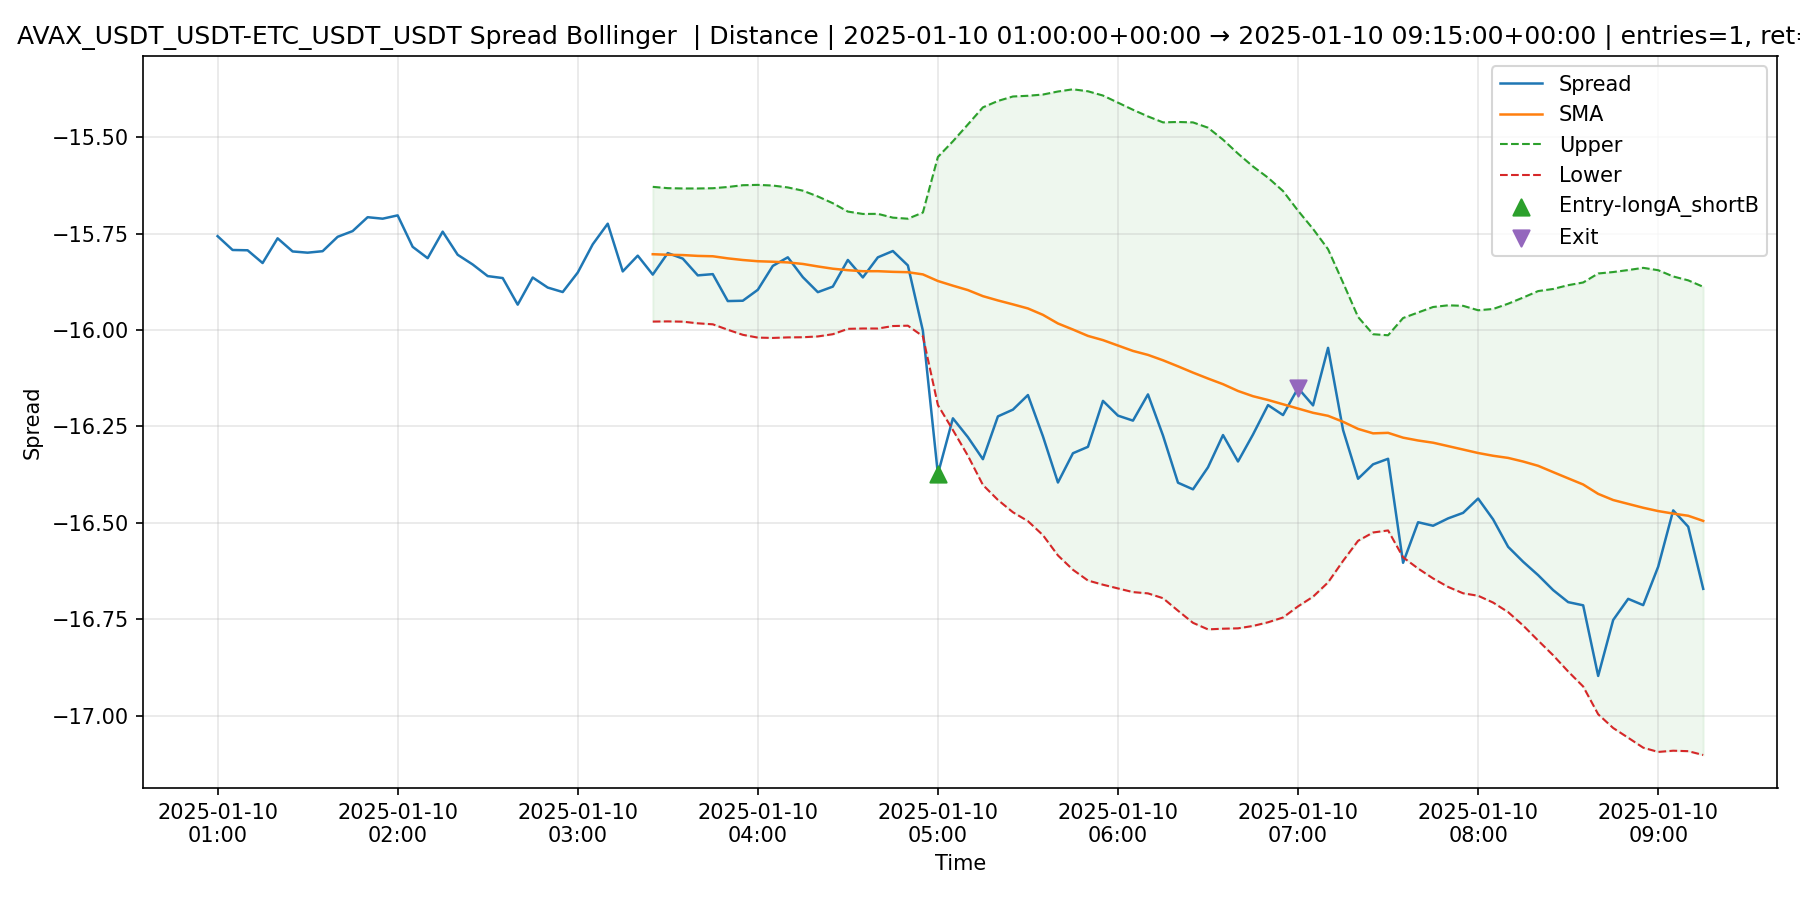 AVAX_USDT_USDT-ETC_USDT_USDT Spread Bollinger | Distance | 2025-01-10 01:00:00+00:00 → 2025-01-10 09:15:00+00:00 | entries=1, ret=
Spread
SMA
Upper
Lower
Entry-longA_shortB
Exit
−15.50
−15.75
−16.00
−16.25
−16.50
−16.75
−17.00
Spread
2025-01-10 2025-01-10 2025-01-10 2025-01-10 2025-01-10 2025-01-10 2025-01-10 2025-01-10 2025-01-10
01:00 02:00 03:00 04:00 05:00 06:00 07:00 08:00 09:00
Time